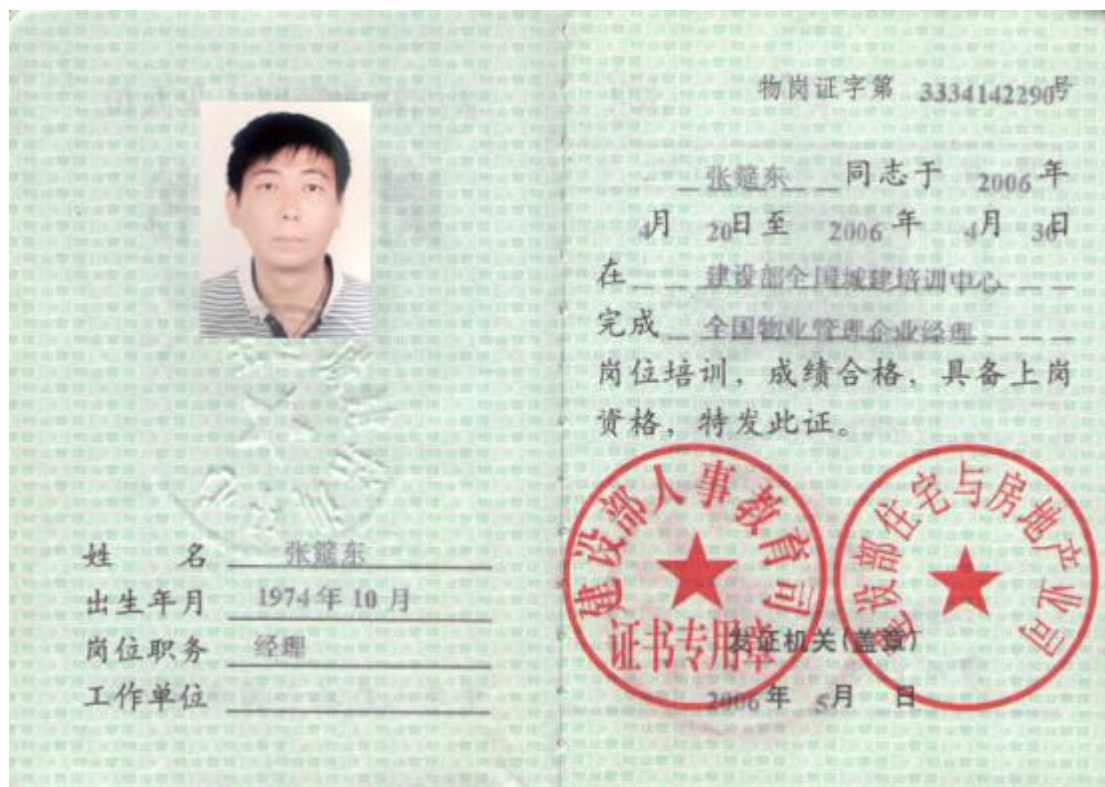 姓 名 张筵东
出生年月 1974年10月
岗位职务 经理
工作单位
物岗证字第 3334142290号
张筵东 同志于 2006年
4月 20日至 2006年 4月 30日
在 建设部全国城建培训中心
完成 全国物业管理企业经理
岗位培训，成绩合格，具备上岗
资格，特发此证。
建设部人事教育司
证书专用章
建设部住宅与房地产业司
发证机关(盖章)
2006年 5月 日